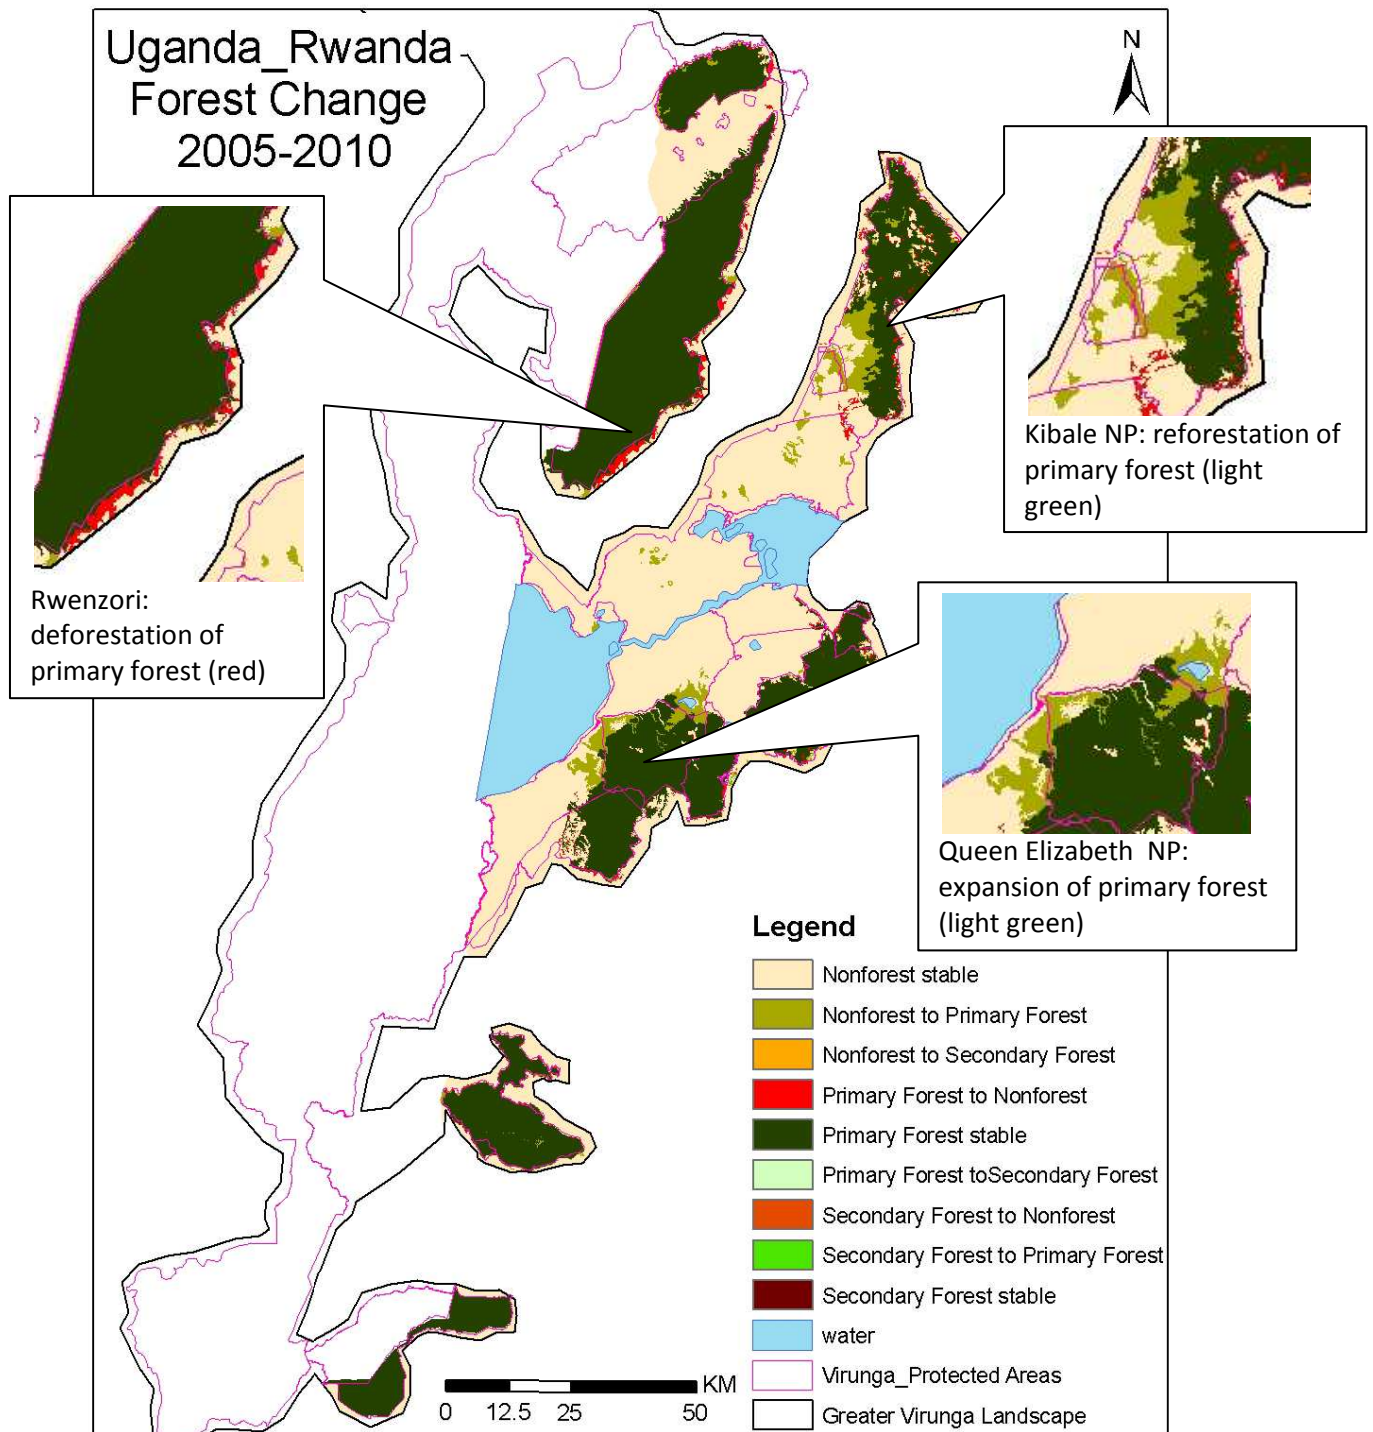 Uganda_Rwanda
Forest Change
2005-2010
N
Rwenzori:
deforestation of
primary forest (red)
Kibale NP: reforestation of
primary forest (light
green)
Queen Elizabeth  NP:
expansion of primary forest
(light green)
Legend
Nonforest stable
Nonforest to Primary Forest
Nonforest to Secondary Forest
Primary Forest to Nonforest
Primary Forest stable
Primary Forest toSecondary Forest
Secondary Forest to Nonforest
Secondary Forest to Primary Forest
Secondary Forest stable
water
Virunga_Protected Areas
Greater Virunga Landscape
KM
0 12.5 25 50